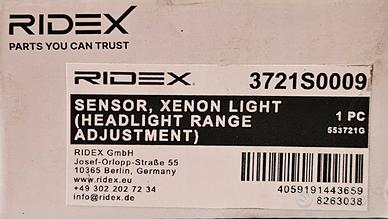 RIDEX
PARTS YOU CAN TRUST
RIDEX 3721S0009
SENSOR, XENON LIGHT
(HEADLIGHT RANGE
ADJUSTMENT)
1 PC
553721G
RIDEX GmbH
Josef-Orlopp-Straße 55
10365 Berlin, Germany
www.ridex.eu
+49 302 202 72 34
info@ridex.de
4059191443659
8263038
subito